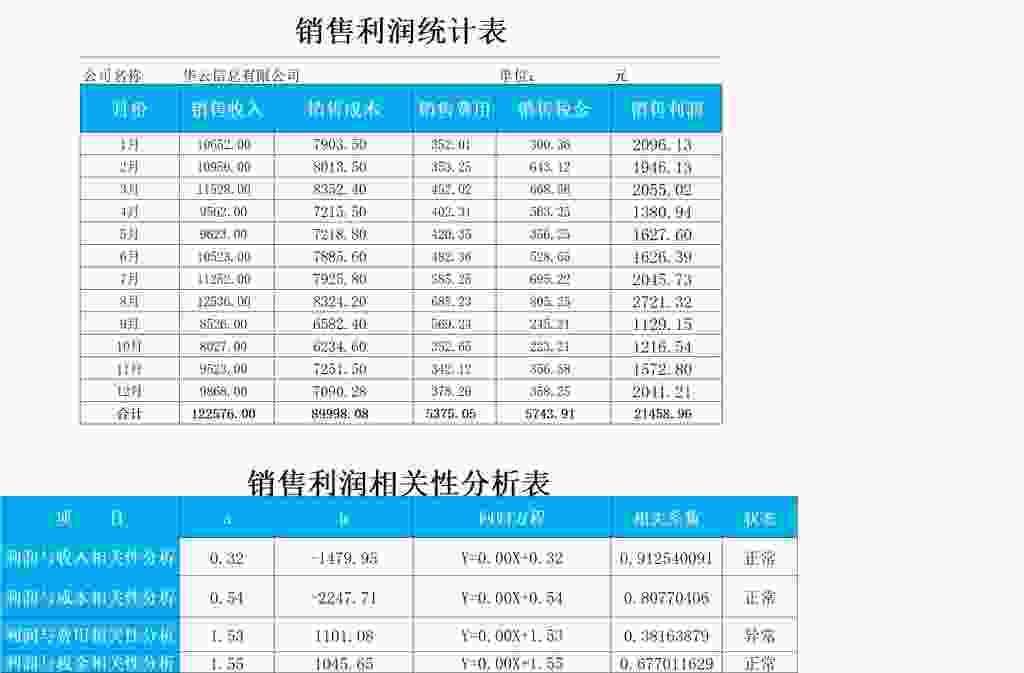 销售利润统计表
公司名称 华云信息有限公司 单位： 元
月份 销售收入 销售成本 销售费用 销售税金 销售利润
1月 10652.00 7903.50 352.01 300.36 2096.13
2月 8013.50 353.25 643.12 1946.13
3月 11528.00 8352.40 452.02 668.56 2055.02
4月 9562.00 7215.50 402.31 563.25 1380.94
5月 9623.00 7218.80 420.35 356.25 1627.60
6月 10523.00 7885.60 482.36 528.65 1626.39
7月 11252.00 7925.80 585.25 695.22 2045.73
8月 12536.00 8324.20 685.23 805.25 2721.32
9月 8526.00 6582.40 569.24 245.21 1129.15
10月 8027.00 6234.60 352.65 223.21 1216.54
11月 9523.00 7251.50 342.12 356.58 1572.80
12月 9868.00 7090.28 378.26 358.25 2041.21
合计 122576.00 89998.08 5375.05 5743.91 21458.96
销售利润相关性分析表
项 目 a b 回归方程 相关系数 状态
利润与收入相关性分析 0.32 -1479.95 Y=0.00X+0.32 0.912540091 正常
利润与成本相关性分析 0.54 -2247.71 Y=0.00X+0.54 0.80770406 正常
利润与费用相关性分析 1.53 1101.08 Y=0.00X+1.53 0.38163879 异常
利润与税金相关性分析 1.55 1045.65 Y=0.00X+1.55 0.677011629 正常